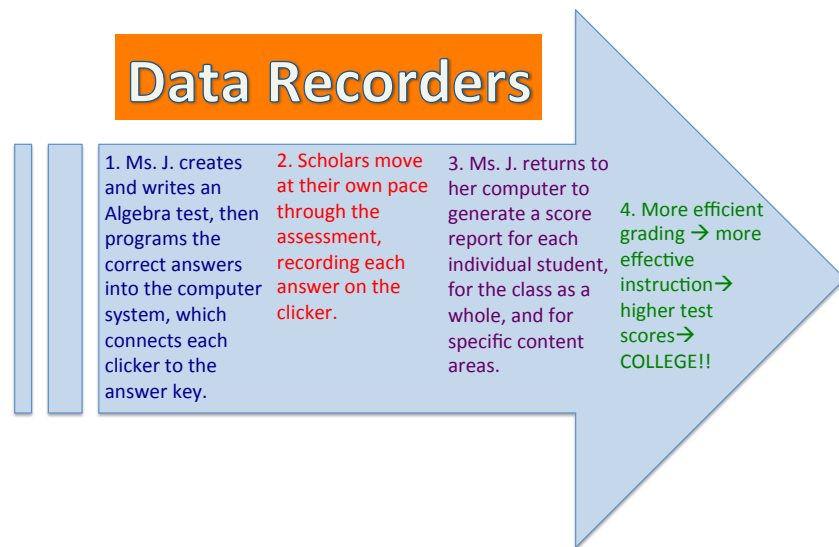 Data Recorders
1. Ms. J. creates
and writes an
Algebra test, then
programs the
correct answers
into the computer
system, which
connects each
clicker to the
answer key.
2. Scholars move
at their own pace
through the
assessment,
recording each
answer on the
clicker.
3. Ms. J. returns to
her computer to
generate a score
report for each
individual student,
for the class as a
whole, and for
specific content
areas.
4. More efficient
grading → more
effective
instruction→
higher test
scores→
COLLEGE!!